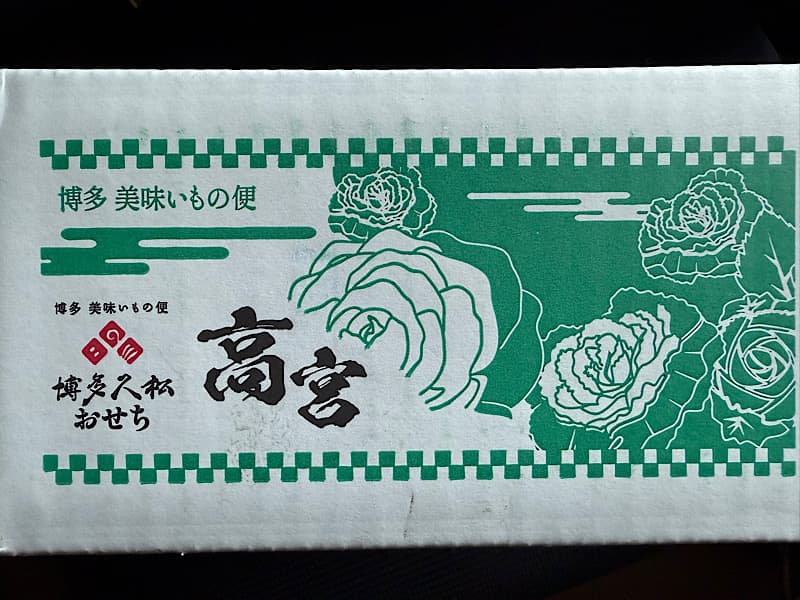 博多 美味いもの便
博多 美味いもの便
博多久松
おせち
高宮